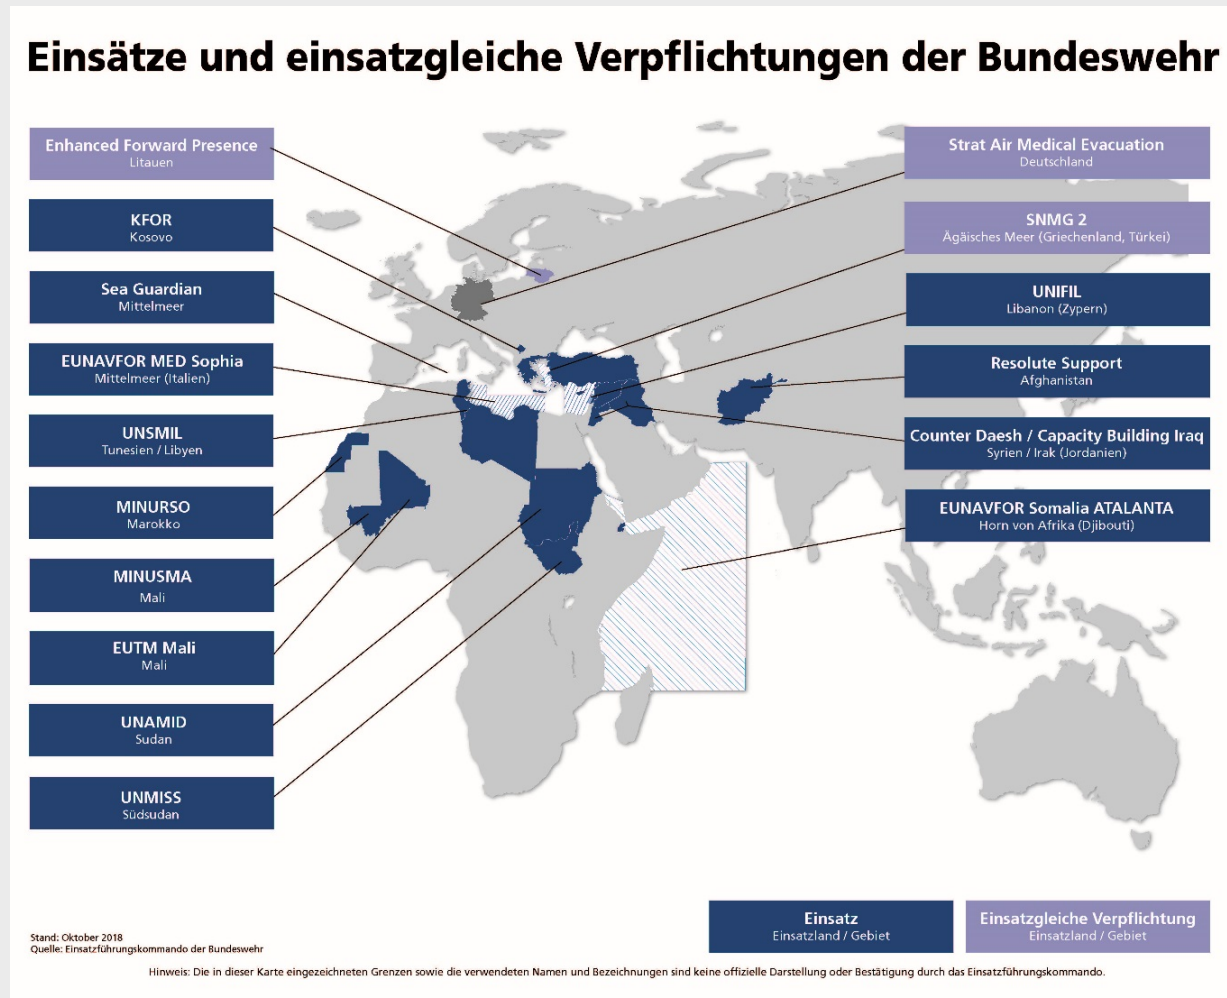 Einsätze und einsatzgleiche Verpflichtungen der Bundeswehr
Enhanced Forward Presence
Litauen
KFOR
Kosovo
Sea Guardian
Mittelmeer
EUNAVFOR MED Sophia
Mittelmeer (Italien)
UNSMIL
Tunesien / Libyen
MINURSO
Marokko
MINUSMA
Mali
EUTM Mali
Mali
UNAMID
Sudan
UNMISS
Südsudan
Strat Air Medical Evacuation
Deutschland
SNMG 2
Ägäisches Meer (Griechenland, Türkei)
UNIFIL
Libanon (Zypern)
Resolute Support
Afghanistan
Counter Daesh / Capacity Building Iraq
Syrien / Irak (Jordanien)
EUNAVFOR Somalia ATALANTA
Horn von Afrika (Djibouti)
Einsatz
Einsatzland / Gebiet
Einsatzgleiche Verpflichtung
Einsatzland / Gebiet
Stand: Oktober 2018
Quelle: Einsatzführungskommando der Bundeswehr
Hinweis: Die in dieser Karte eingezeichneten Grenzen sowie die verwendeten Namen und Bezeichnungen sind keine offizielle Darstellung oder Bestätigung durch das Einsatzführungskommando.